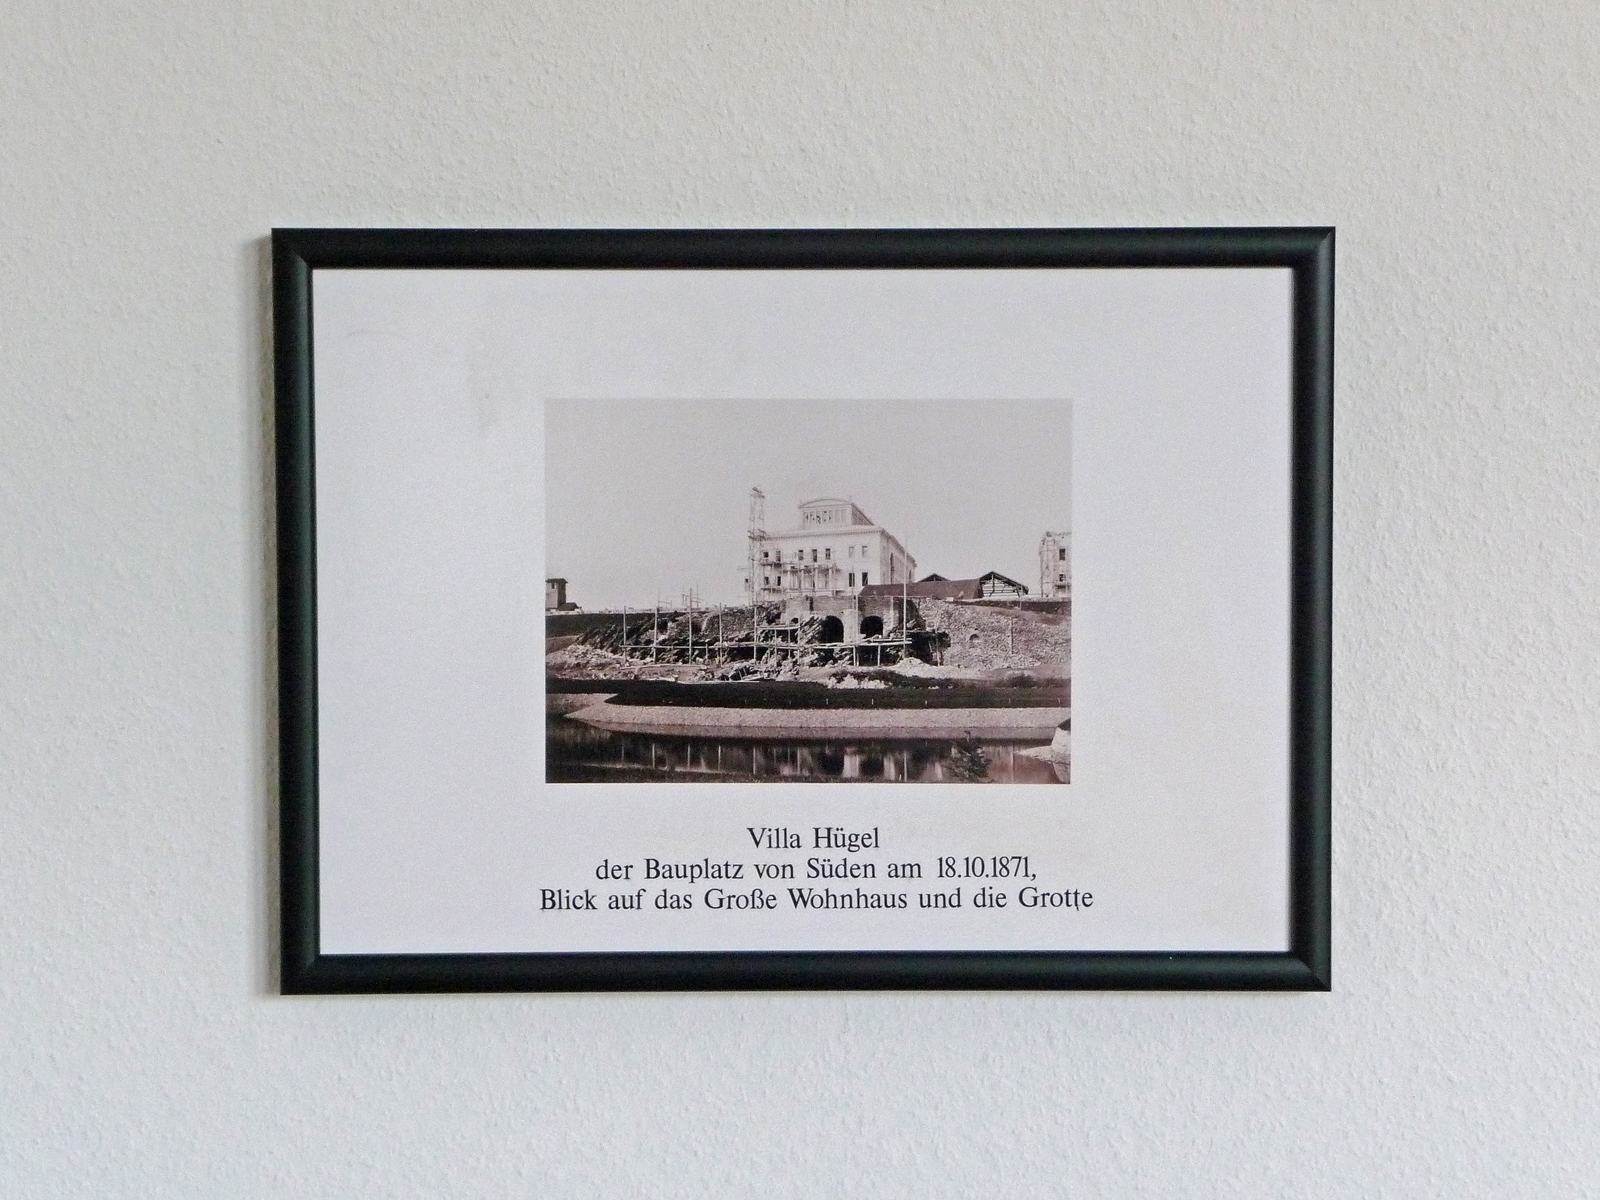 Villa Hügel
der Bauplatz von Süden am 18.10.1871,
Blick auf das Große Wohnhaus und die Grotte